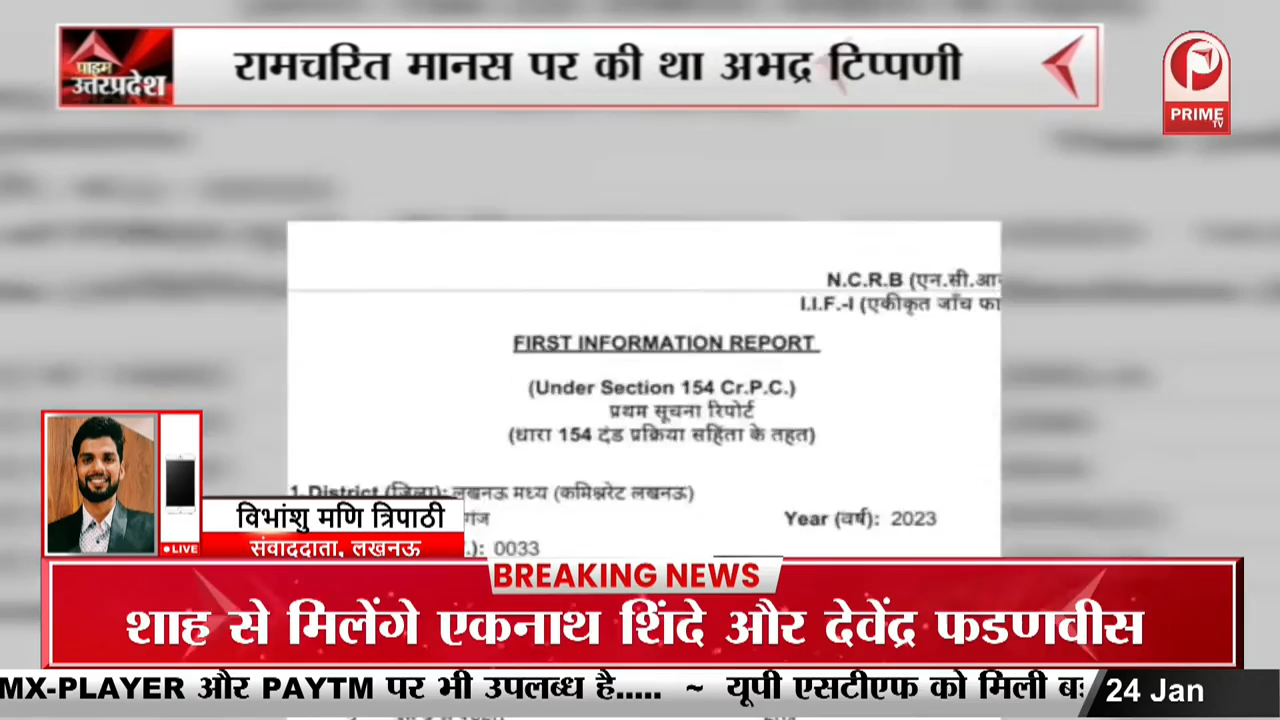 प्राइम
उत्तरप्रदेश
रामचरित मानस पर की था अभद्र टिप्पणी
PRIME
TV
N.C.R.B (एन.सी.आर
I.I.F.-I (एकीकृत जाँच फा
FIRST INFORMATION REPORT
(Under Section 154 Cr.P.C.)
प्रथम सूचना रिपोर्ट
(धारा 154 दंड प्रक्रिया संहिता के तहत)
1. District (जिला): लखनऊ मध्य (कमिश्नरेट लखनऊ)
गंज
Year (वर्ष): 2023
.): 0033
विभांशु मणि त्रिपाठी
LIVE
संवाददाता, लखनऊ
BREAKING NEWS
शाह से मिलेंगे एकनाथ शिंदे और देवेंद्र फडणवीस
MX-PLAYER और PAYTM पर भी उपलब्ध है..... ~ यूपी एसटीएफ को मिली
24 Jan